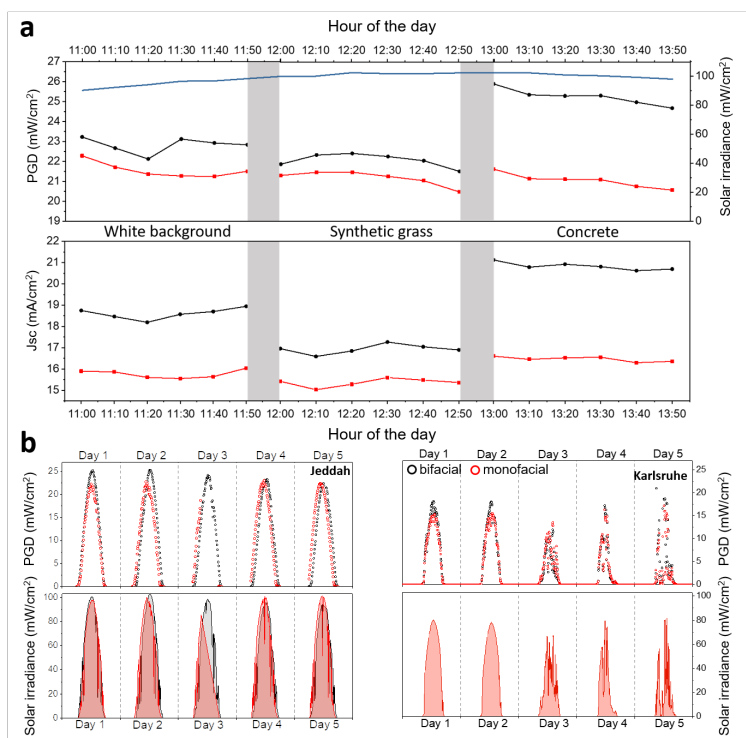 a
Hour of the day
11:00 11:10 11:20 11:30 11:40 11:50 12:00 12:10 12:20 12:30 12:40 12:50 13:00 13:10 13:20 13:30 13:40 13:50
PGD (mW/cm²)
27
26
25
24
23
22
21
20
19
Solar irradiance (mW/cm²)
100
80
60
40
20
0
White background Synthetic grass Concrete
Jsc (mA/cm²)
22
21
20
19
18
17
16
15
11:00 11:10 11:20 11:30 11:40 11:50 12:00 12:10 12:20 12:30 12:40 12:50 13:00 13:10 13:20 13:30 13:40 13:50
Hour of the day
b
Day 1 Day 2 Day 3 Day 4 Day 5
Jeddah
PGD (mW/cm²)
25
20
15
10
5
0
Solar irradiance (mW/cm²)
100
80
60
40
20
0
Day 1 Day 2 Day 3 Day 4 Day 5
Day 1 Day 2 Day 3 Day 4 Day 5
bifacial monofacial
Karlsruhe
25
20
15
10
5
0
PGD (mW/cm²)
100
80
60
40
20
0
Solar irradiance (mW/cm²)
Day 1 Day 2 Day 3 Day 4 Day 5